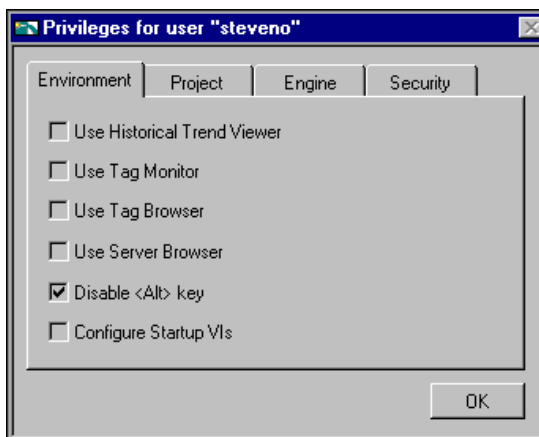 Privileges for user "steveno"
Environment Project Engine Security
Use Historical Trend Viewer
Use Tag Monitor
Use Tag Browser
Use Server Browser
Disable <Alt> key
Configure Startup VIs
OK